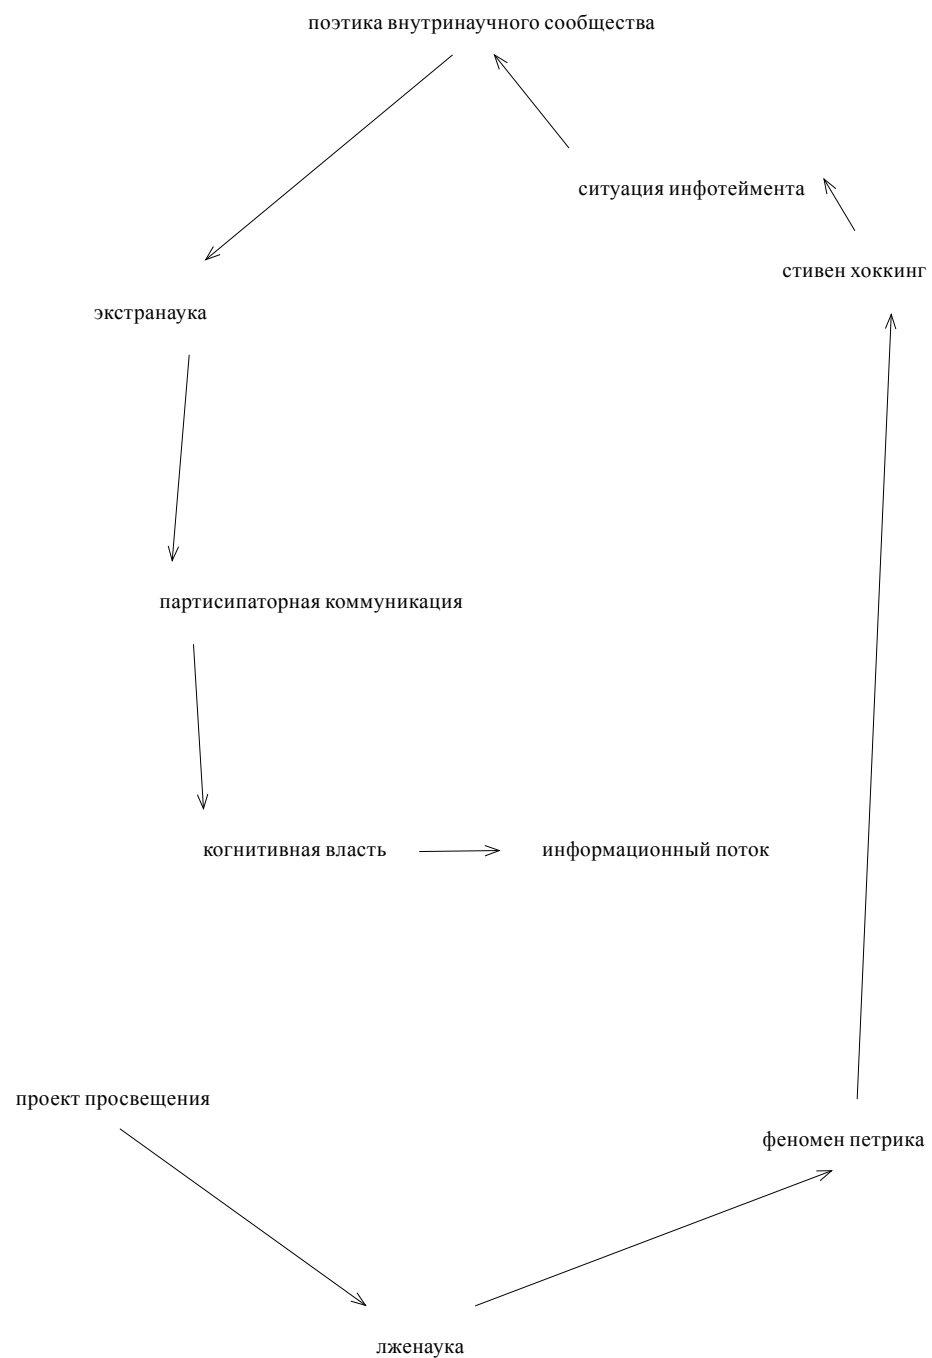 поэтика внутринаучного сообщества
ситуация инфотеймента
стивен хоккинг
экстранаука
партисипаторная коммуникация
когнитивная власть
информационный поток
проект просвещения
феномен петрика
лженаука